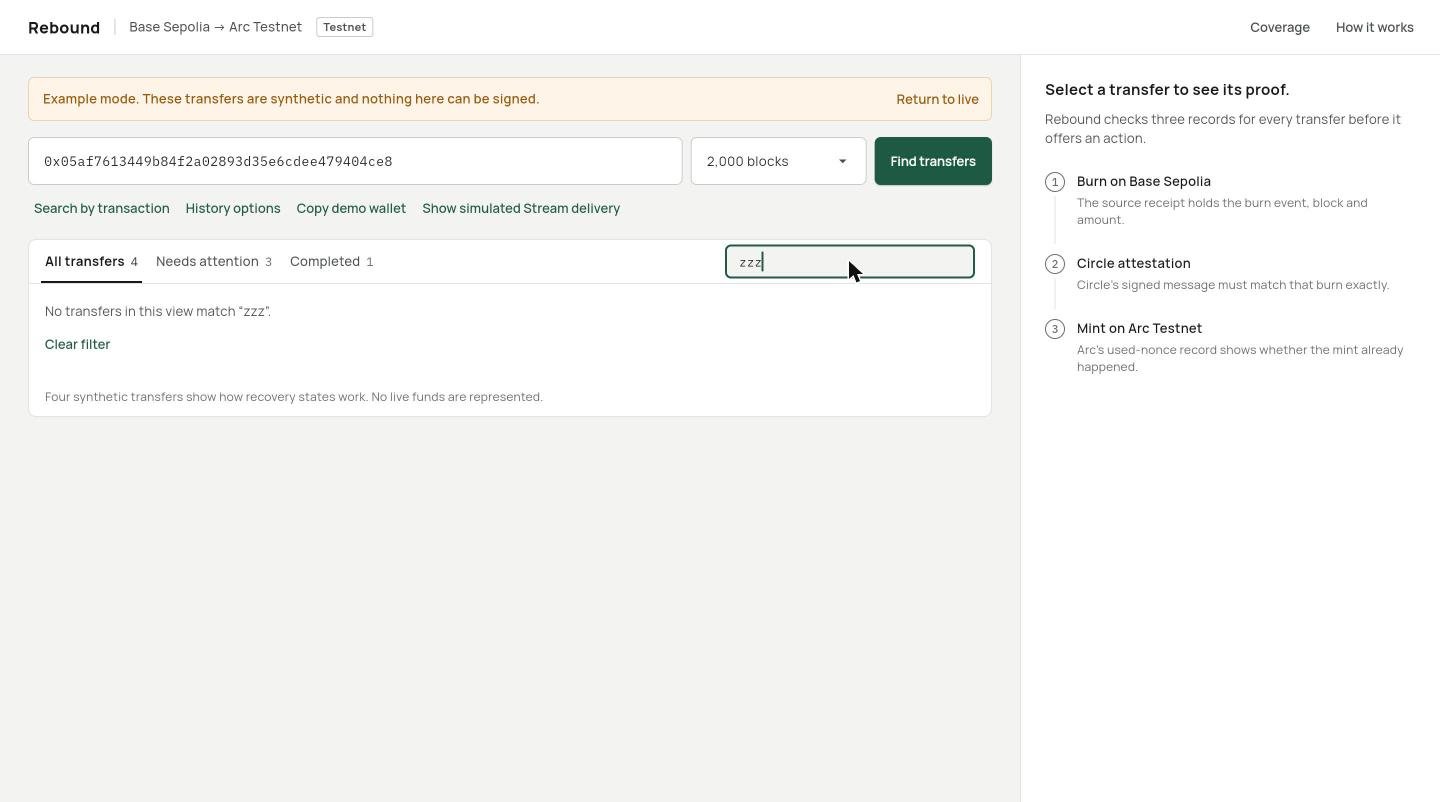 Rebound
Base Sepolia → Arc Testnet
Testnet
Coverage
How it works
Example mode. These transfers are synthetic and nothing here can be signed.
Return to live
0x05af7613449b84f2a02893d35e6cdee479404ce8
2,000 blocks
Find transfers
Search by transaction
History options
Copy demo wallet
Show simulated Stream delivery
All transfers 4
Needs attention 3
Completed 1
zzz
No transfers in this view match “zzz”.
Clear filter
Four synthetic transfers show how recovery states work. No live funds are represented.
Select a transfer to see its proof.
Rebound checks three records for every transfer before it
offers an action.
1
Burn on Base Sepolia
The source receipt holds the burn event, block and
amount.
2
Circle attestation
Circle’s signed message must match that burn exactly.
3
Mint on Arc Testnet
Arc’s used-nonce record shows whether the mint already
happened.